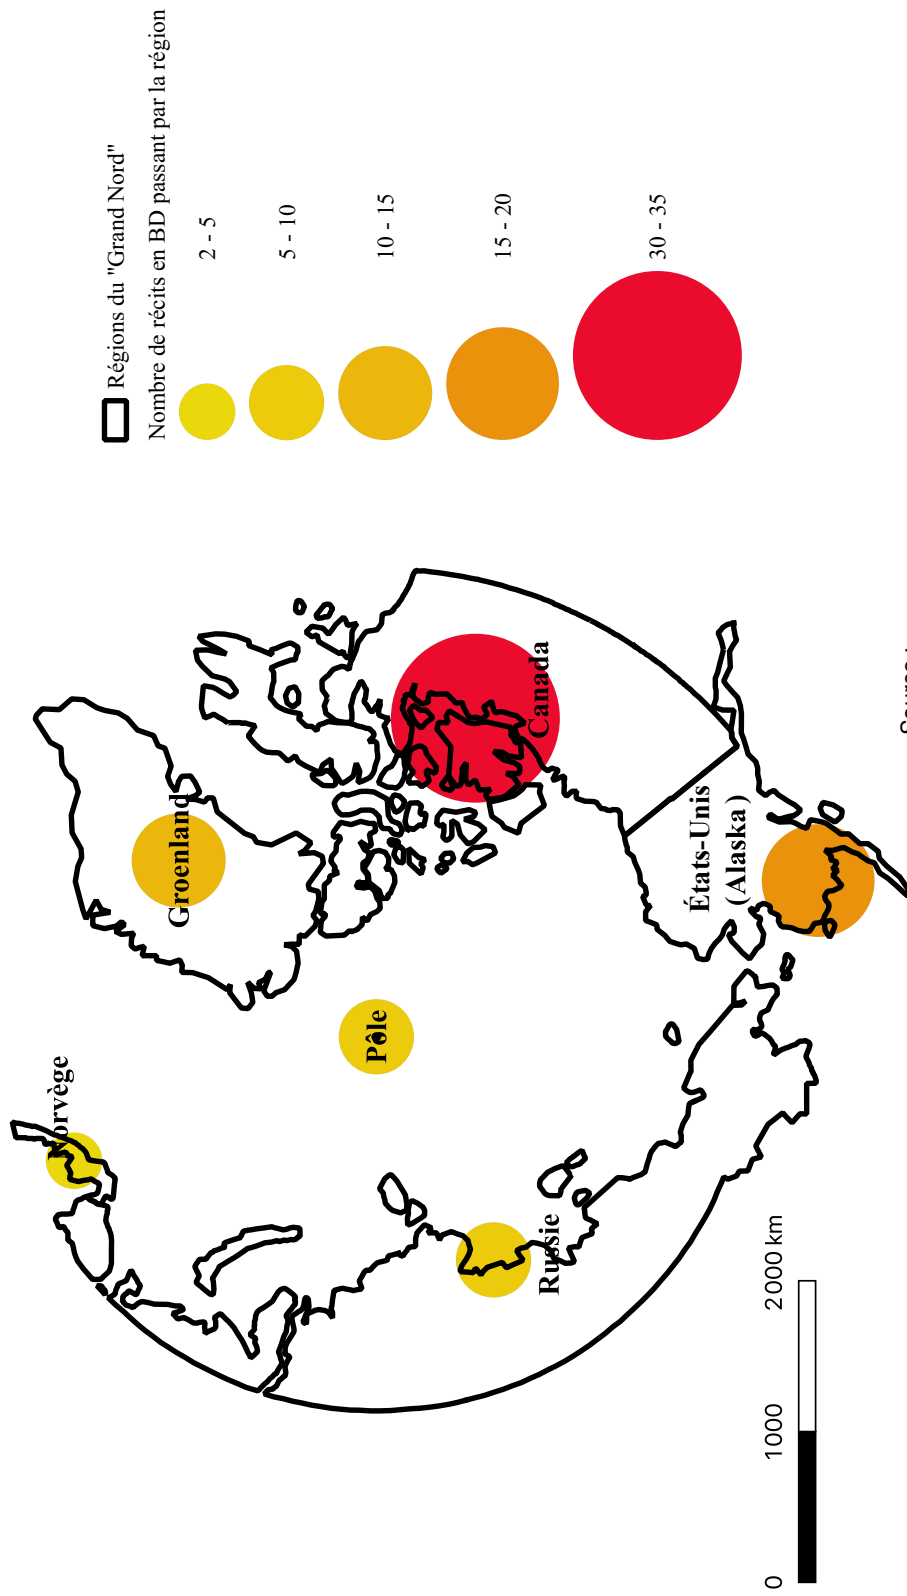 Régions du "Grand Nord"
Nombre de récits en BD passant par la région
2 - 5
5 - 10
10 - 15
15 - 20
30 - 35
Norvège
Groenland
Pôle
Russie
Canada
États-Unis
(Alaska)
0 1000 2000 km